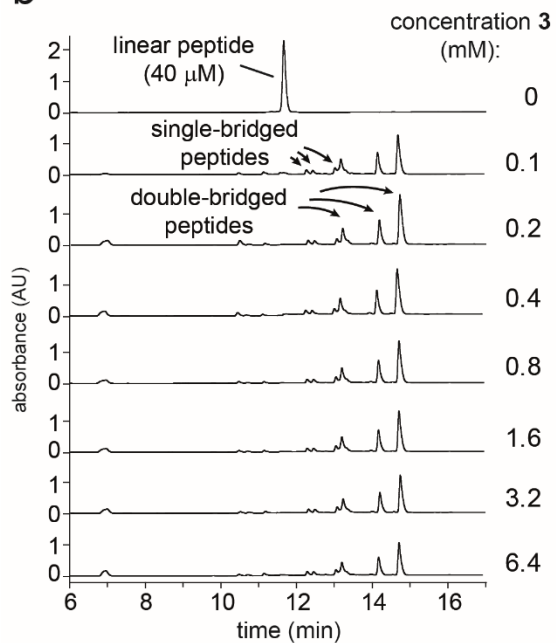 b
concentration 3
(mM):
linear peptide
(40 μM)
2
1
0
0
single-bridged
peptides
1
0
0.1
double-bridged
peptides
1
0
0.2
1
0
0.4
1
0
0.8
1
0
1.6
1
0
3.2
1
0
6.4
absorbance (AU)
6 8 10 12 14 16
time (min)